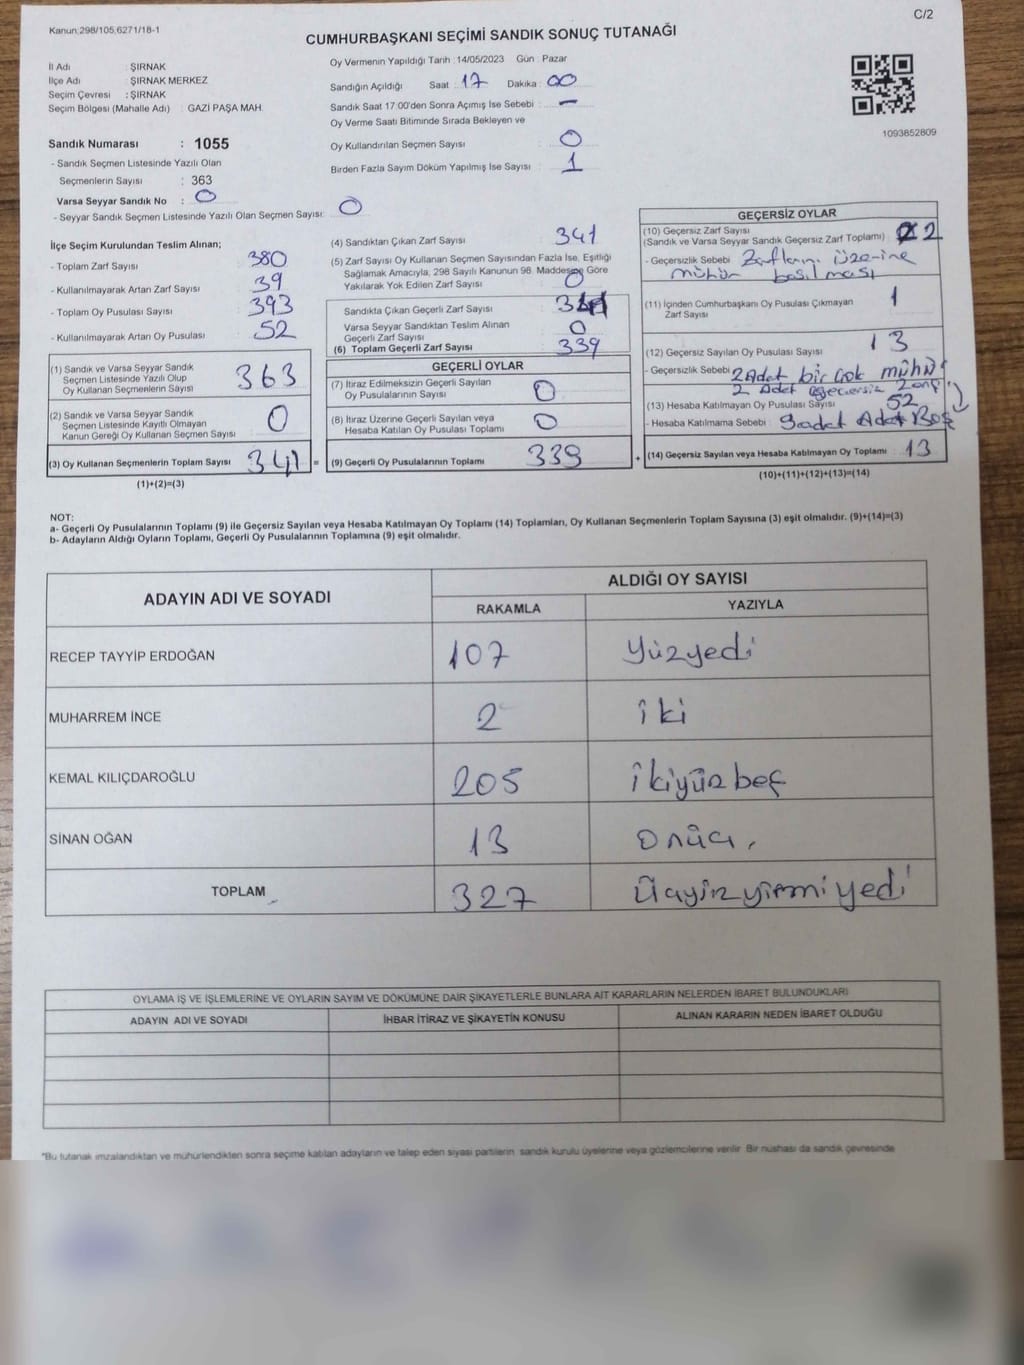 C/2
Kanun:298/105,6271/18-1
CUMHURBAŞKANI SEÇİMİ SANDIK SONUÇ TUTANAĞI
İl Adı : ŞIRNAK
İlçe Adı : ŞIRNAK MERKEZ
Seçim Çevresi : ŞIRNAK
Seçim Bölgesi (Mahalle Adı) : GAZİ PAŞA MAH.
Sandık Numarası : 1055
- Sandık Seçmen Listesinde Yazılı Olan
Seçmenlerin Sayısı : 363
Varsa Seyyar Sandık No : 0
- Seyyar Sandık Seçmen Listesinde Yazılı Olan Seçmen Sayısı: 0
Oy Vermenin Yapıldığı Tarih :14/05/2023 Gün : Pazar
Sandığın Açıldığı Saat : 17 Dakika : 00
Sandık Saat 17:00'den Sonra Açımış İse Sebebi : -
Oy Verme Saati Bitiminde Sırada Bekleyen ve
Oy Kullandırılan Seçmen Sayısı : 0
Birden Fazla Sayım Döküm Yapılmış İse Sayısı : 1
1093852809
İlçe Seçim Kurulundan Teslim Alınan;
- Toplam Zarf Sayısı : 380
- Kullanılmayarak Artan Zarf Sayısı : 39
- Toplam Oy Pusulası Sayısı : 393
- Kullanılmayarak Artan Oy Pusulası : 52
(1) Sandık ve Varsa Seyyar Sandık
Seçmen Listesinde Yazılı Olup
Oy Kullanan Seçmenlerin Sayısı 363
(2) Sandık ve Varsa Seyyar Sandık
Seçmen Listesinde Kayıtlı Olmayan
Kanun Gereği Oy Kullanan Seçmen Sayısı : 0
(3) Oy Kullanan Seçmenlerin Toplam Sayısı : 341 =
(1)+(2)=(3)
(4) Sandıktan Çıkan Zarf Sayısı : 341
(5) Zarf Sayısı Oy Kullanan Seçmen Sayısından Fazla İse, Eşitliği
Sağlamak Amacıyla, 298 Sayılı Kanunun 98. Maddesine Göre
Yakılarak Yok Edilen Zarf Sayısı : 0
Sandıkta Çıkan Geçerli Zarf Sayısı :
Varsa Seyyar Sandıktan Teslim Alınan
Geçerli Zarf Sayısı : 0
(6) Toplam Geçerli Zarf Sayısı : 339
GEÇERLİ OYLAR
(7) İtiraz Edilmeksizin Geçerli Sayılan
Oy Pusulalarının Sayısı : 0
(8) İtiraz Üzerine Geçerli Sayılan veya
Hesaba Katılan Oy Pusulası Toplamı : 0
(9) Geçerli Oy Pusulalarının Toplamı : 339 +
GEÇERSİZ OYLAR
(10) Geçersiz Zarf Sayısı
(Sandık ve Varsa Seyyar Sandık Geçersiz Zarf Toplamı) : 2
- Geçersizlik Sebebi : Zarfların üzerine
mühür basılması
(11) İçinden Cumhurbaşkanı Oy Pusulası Çıkmayan
Zarf Sayısı 1
(12) Geçersiz Sayılan Oy Pusulası Sayısı : 13
- Geçersizlik Sebebi : 2 Adet bir çok mühür
2 Adet geçersiz
(13) Hesaba Katılmayan Oy Pusulası Sayısı : 52
- Hesaba Katılmama Sebebi : 9 adet Adet Boş
(14) Geçersiz Sayılan veya Hesaba Katılmayan Oy Toplamı : 13
(10)+(11)+(12)+(13)=(14)
NOT:
a- Geçerli Oy Pusulalarının Toplamı (9) ile Geçersiz Sayılan veya Hesaba Katılmayan Oy Toplamı (14) Toplamları, Oy Kullanan Seçmenlerin Toplam Sayısına (3) eşit olmalıdır. (9)+(14)=(3)
b- Adayların Aldığı Oyların Toplamı, Geçerli Oy Pusulalarının Toplamına (9) eşit olmalıdır.
ADAYIN ADI VE SOYADI ALDIĞI OY SAYISI
RAKAMLA YAZIYLA
RECEP TAYYİP ERDOĞAN 107 Yüzyedi
MUHARREM İNCE 2 iki
KEMAL KILIÇDAROĞLU 205 ikiyüz beş
SİNAN OĞAN 13 onüç
TOPLAM 327 Üçyüz yirmi yedi
OYLAMA İŞ VE İŞLEMLERİNE VE OYLARIN SAYIM VE DÖKÜMÜNE DAİR ŞİKAYETLERLE BUNLARA AİT KARARLARIN NELERDEN İBARET BULUNDUKLARI
ADAYIN ADI VE SOYADI İHBAR İTİRAZ VE ŞİKAYETİN KONUSU ALINAN KARARIN NEDEN İBARET OLDUĞU
*Bu tutanak imzalandıktan ve mühürlendikten sonra seçime katılan adayların ve talep eden siyasi partilerin sandık kurulu üyelerine veya gözlemcilerine verilir. Bir nüshası da sandık çevresinde